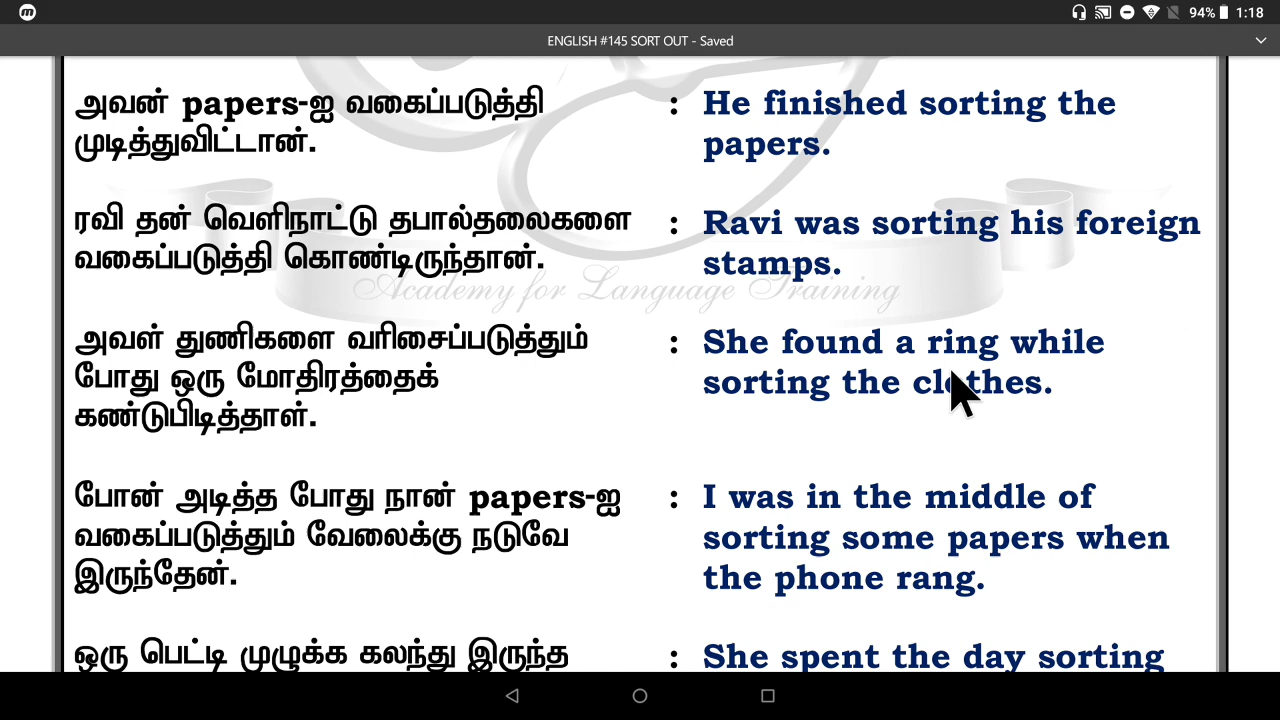 94% 1:18
ENGLISH #145 SORT OUT - Saved
அவன் papers-ஐ வகைப்படுத்தி : He finished sorting the
முடித்துவிட்டான். papers.
ரவி தன் வெளிநாட்டு தபால்தலைகளை : Ravi was sorting his foreign
வகைப்படுத்தி கொண்டிருந்தான். stamps.
Academy for Language Training
அவள் துணிகளை வரிசைப்படுத்தும் : She found a ring while
போது ஒரு மோதிரத்தைக் sorting the clothes.
கண்டுபிடித்தாள்.
போன் அடித்த போது நான் papers-ஐ : I was in the middle of
வகைப்படுத்தும் வேலைக்கு நடுவே sorting some papers when
இருந்தேன். the phone rang.
ஒரு பெட்டி முழுக்க கலந்து இருந்த : She spent the day sorting